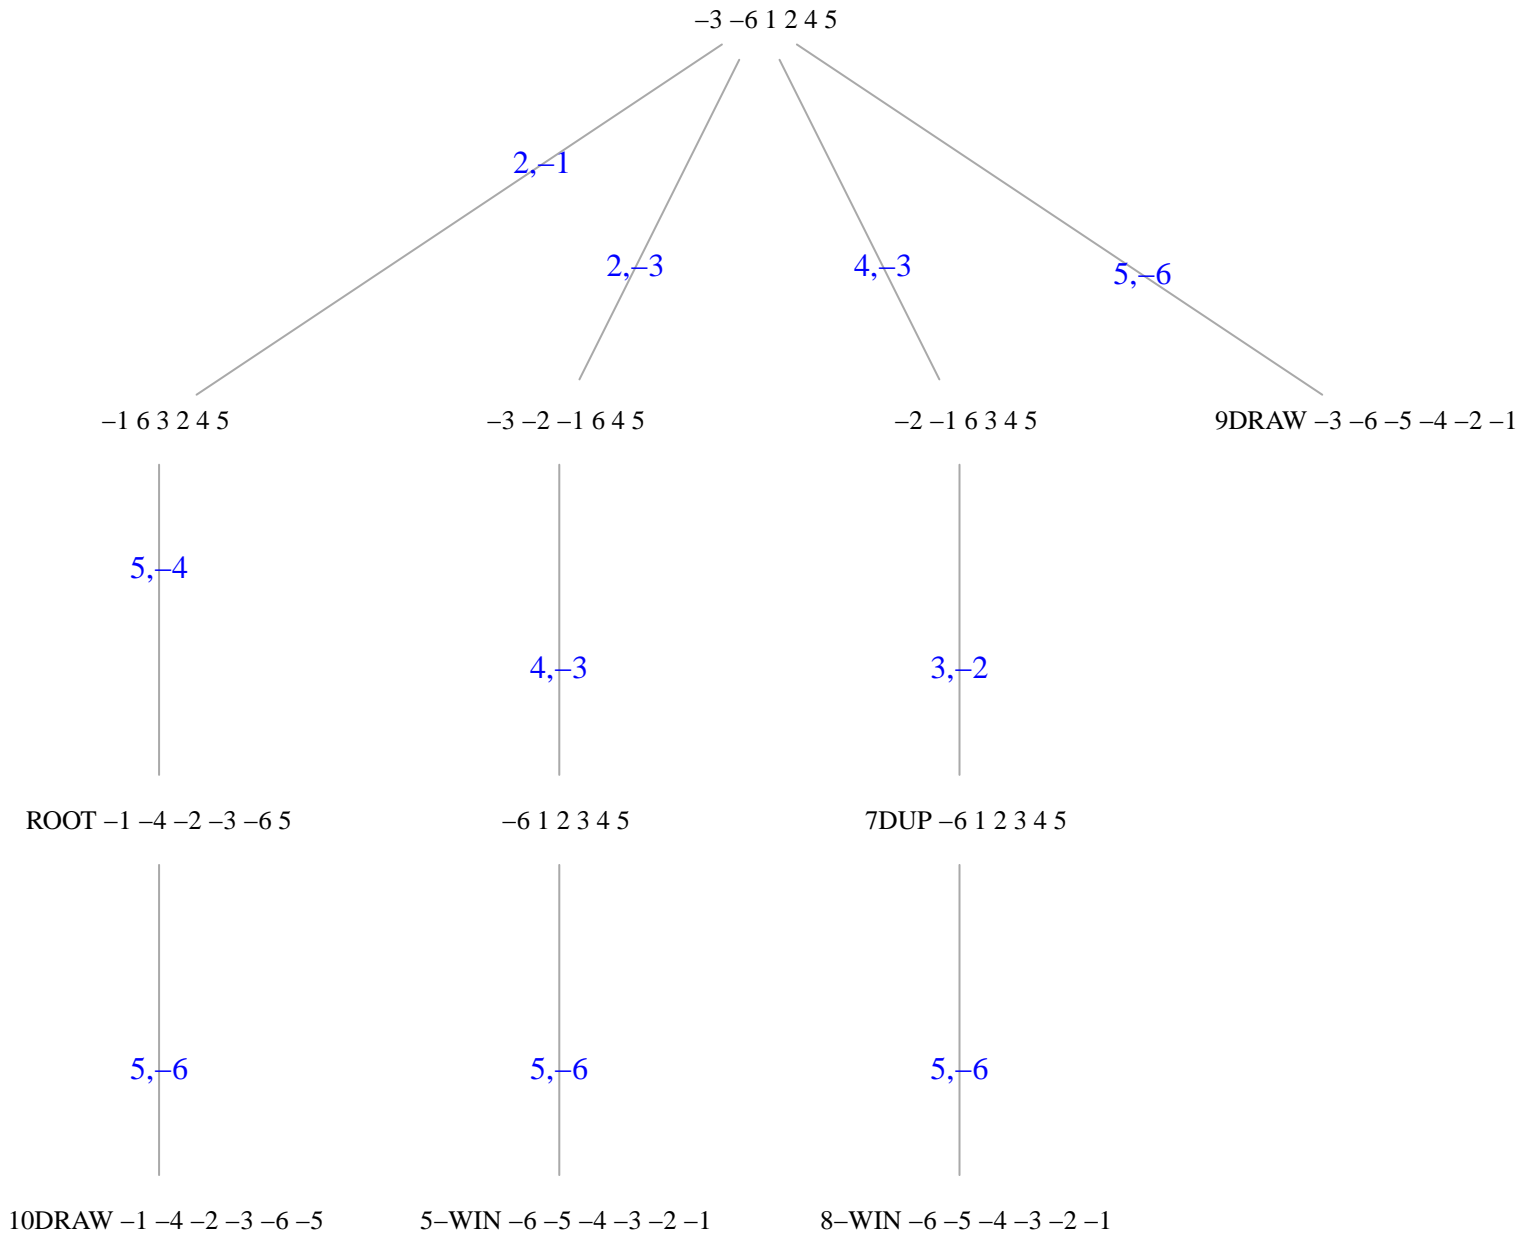 −3 −6 1 2 4 5
2,−1
2,−3
4,−3
5,−6
−1 6 3 2 4 5
−3 −2 −1 6 4 5
−2 −1 6 3 4 5
9DRAW −3 −6 −5 −4 −2 −1
5,−4
4,−3
3,−2
ROOT −1 −4 −2 −3 −6 5
−6 1 2 3 4 5
7DUP −6 1 2 3 4 5
5,−6
5,−6
5,−6
10DRAW −1 −4 −2 −3 −6 −5
5−WIN −6 −5 −4 −3 −2 −1
8−WIN −6 −5 −4 −3 −2 −1